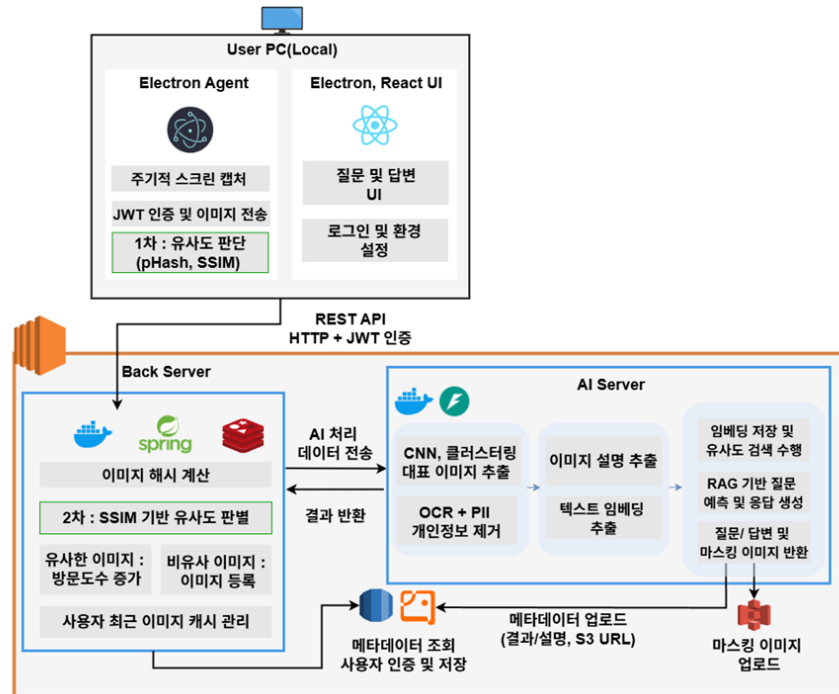 User PC(Local)
Electron Agent
주기적 스크린 캡처
JWT 인증 및 이미지 전송
1차 : 유사도 판단
(pHash, SSIM)
Electron, React UI
질문 및 답변
UI
로그인 및 환경
설정
REST API
HTTP + JWT 인증
Back Server
spring
이미지 해시 계산
2차 : SSIM 기반 유사도 판별
유사한 이미지 :
방문도수 증가
비유사 이미지 :
이미지 등록
사용자 최근 이미지 캐시 관리
AI 처리
데이터 전송
결과 반환
AI Server
CNN, 클러스터링
대표 이미지 추출
OCR + PII
개인정보 제거
이미지 설명 추출
텍스트 임베딩
추출
임베딩 저장 및
유사도 검색 수행
RAG 기반 질문
예측 및 응답 생성
질문/ 답변 및
마스킹 이미지 반환
메타데이터 조회
사용자 인증 및 저장
메타데이터 업로드
(결과/설명, S3 URL)
마스킹 이미지
업로드